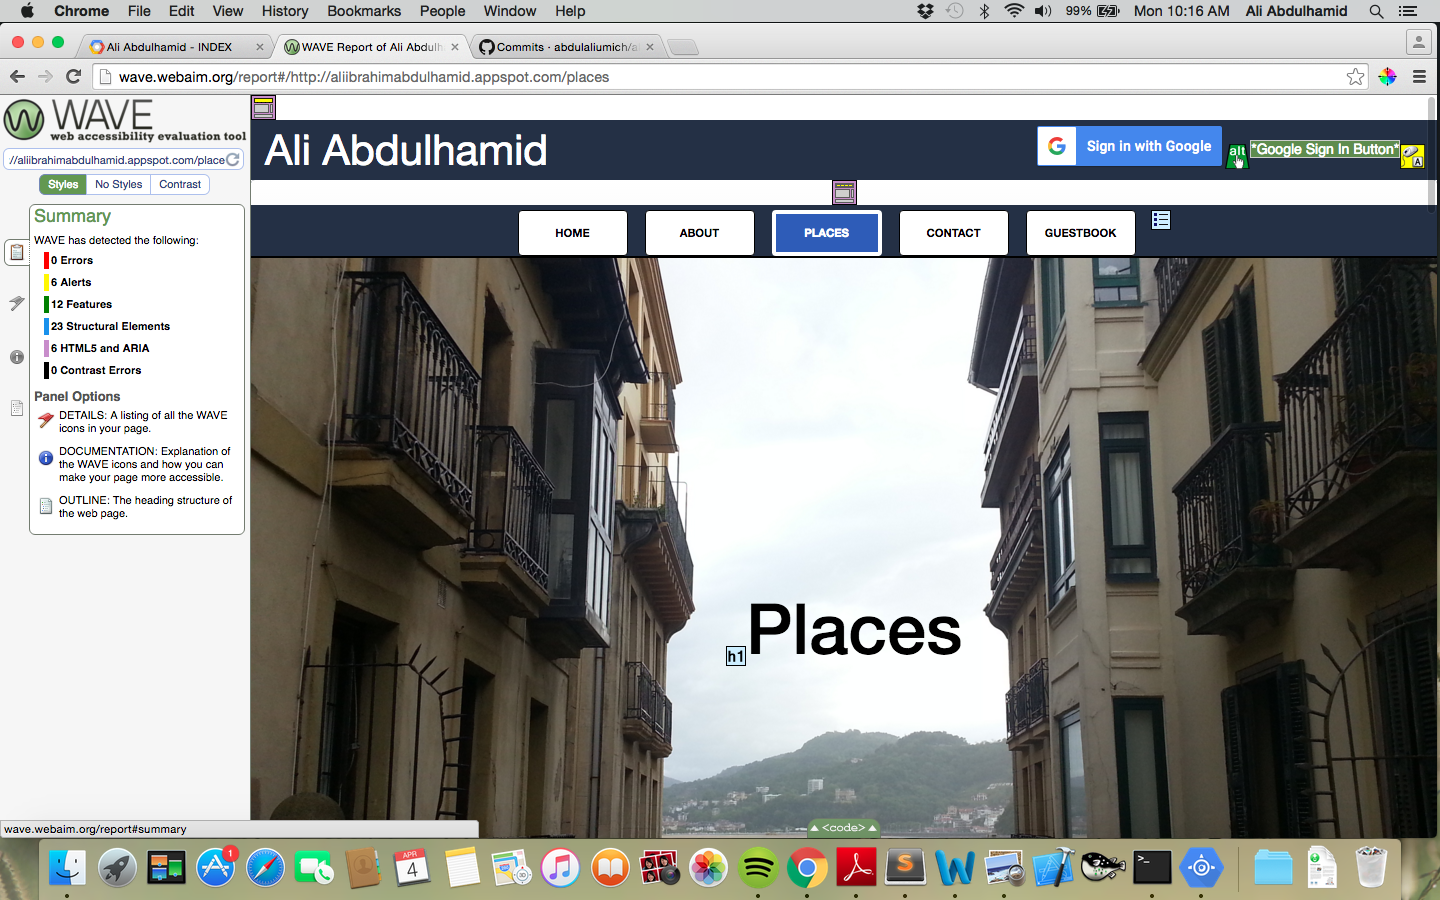 Chrome File Edit View History Bookmarks People Window Help 99% Mon 10:16 AM Ali Abdulhamid
Ali Abdulhamid - INDEX
WAVE Report of Ali Abdulh
Commits · abdulaliumich/a
wave.webaim.org/report#/http://aliibrahimabdulhamid.appspot.com/places
WAVE
web accessibility evaluation tool
//aliibrahimabdulhamid.appspot.com/place
Styles No Styles Contrast
Summary
WAVE has detected the following:
0 Errors
6 Alerts
12 Features
23 Structural Elements
6 HTML5 and ARIA
0 Contrast Errors
Panel Options
DETAILS: A listing of all the WAVE
icons in your page.
DOCUMENTATION: Explanation of
the WAVE icons and how you can
make your page more accessible.
OUTLINE: The heading structure of
the web page.
Ali Abdulhamid
Sign in with Google
alt
*Google Sign In Button*
A
HOME ABOUT PLACES CONTACT GUESTBOOK
h1 Places
<code>
wave.webaim.org/report#summary
1
APR
4